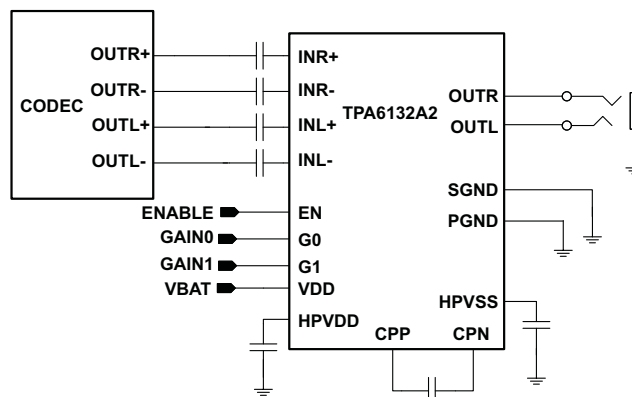 CODEC
OUTR+
OUTR-
OUTL+
OUTL-
INR+
INR-
INL+
INL-
TPA6132A2
OUTR
OUTL
SGND
PGND
ENABLE
EN
GAIN0
G0
GAIN1
G1
VBAT
VDD
HPVDD
HPVSS
CPP
CPN